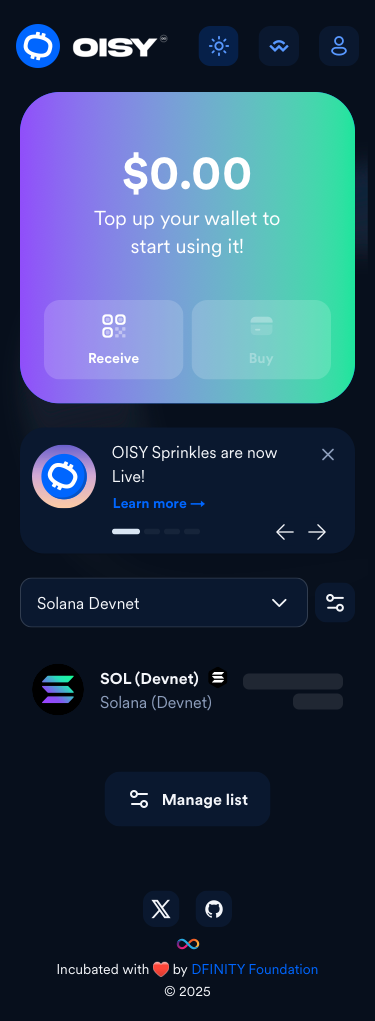 OISY
$0.00
Top up your wallet to
start using it!
Receive
Buy
OISY Sprinkles are now
Live!
Learn more →
Solana Devnet
SOL (Devnet)
Solana (Devnet)
Manage list
Incubated with ❤️ by DFINITY Foundation
© 2025